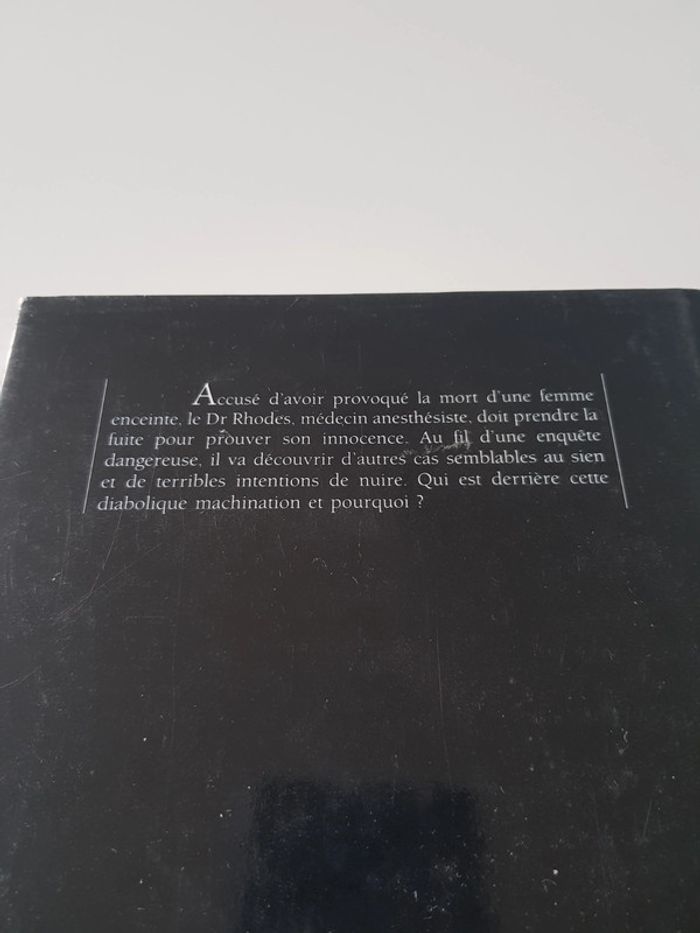 Accusé d'avoir provoqué la mort d'une femme
enceinte, le Dr Rhodes, médecin anesthésiste, doit prendre la
fuite pour prouver son innocence. Au fil d'une enquête
dangereuse, il va découvrir d'autres cas semblables au sien
et de terribles intentions de nuire. Qui est derrière cette
diabolique machination et pourquoi ?